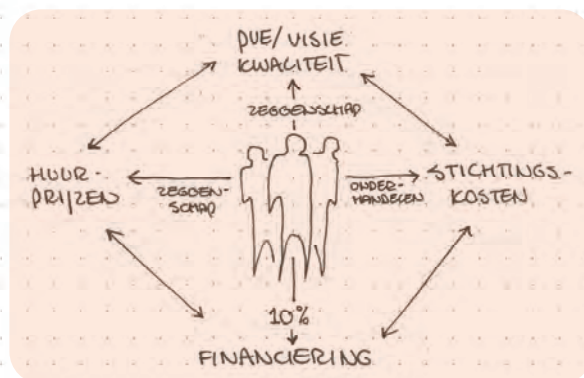 PVE/VISIE
KWALITEIT
ZEGGENSCHAP
HUUR-
PRIJZEN
ZEGGEN-
SCHAP
ONDER-
HANDELEN
STICHTINGS-
KOSTEN
10%
FINANCIERING